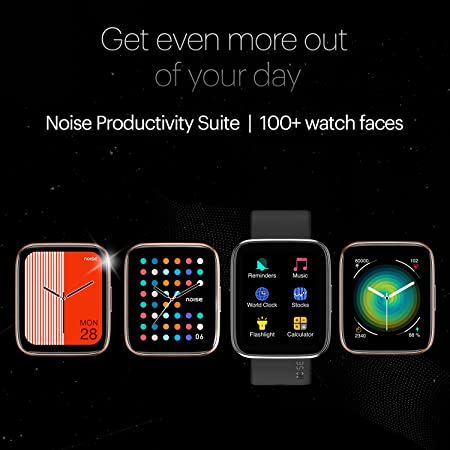 Get even more out
of your day
Noise Productivity Suite | 100+ watch faces
noise
MON
28
noise
06
Reminders
Music
World Clock
Stocks
Flashlight
Calculator
80000
102
2340
88 %